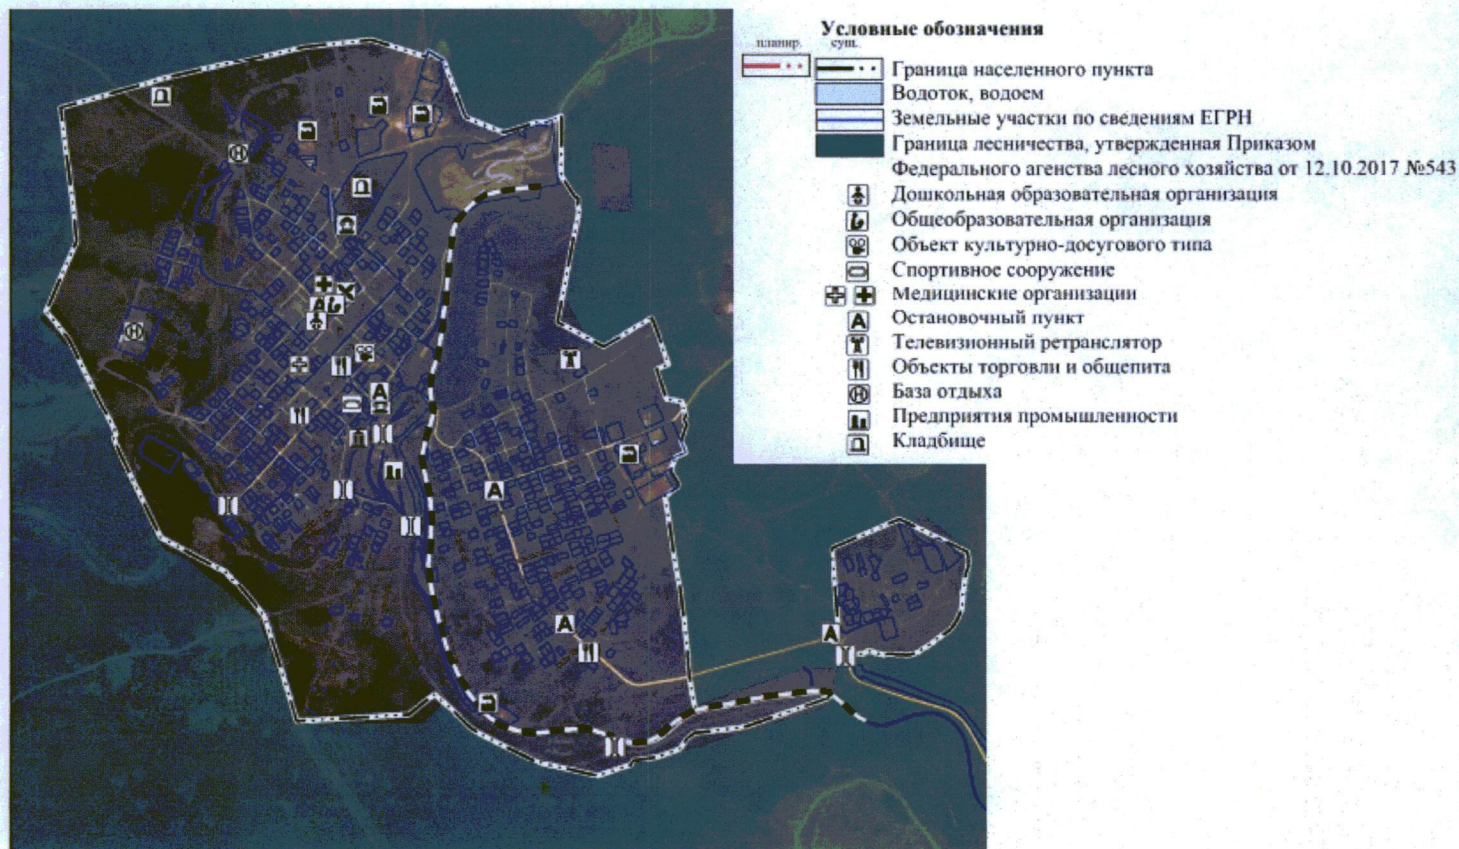 Условные обозначения
планир. сущ.
Граница населенного пункта
Водоток, водоем
Земельные участки по сведениям ЕГРН
Граница лесничества, утвержденная Приказом
Федерального агенства лесного хозяйства от 12.10.2017 №543
Дошкольная образовательная организация
Общеобразовательная организация
Объект культурно-досугового типа
Спортивное сооружение
Медицинские организации
А Остановочный пункт
Телевизионный ретранслятор
Объекты торговли и общепита
База отдыха
Предприятия промышленности
Кладбище